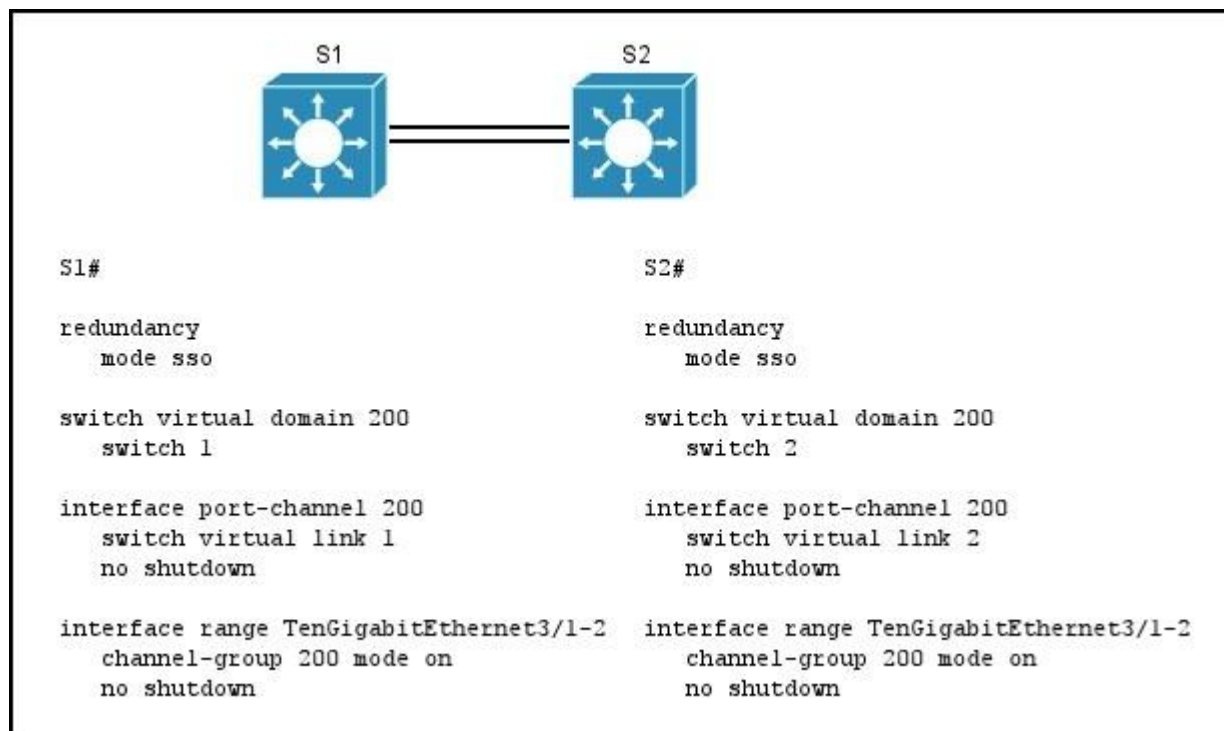 S1
S2
S1#
redundancy
mode sso
switch virtual domain 200
switch 1
interface port-channel 200
switch virtual link 1
no shutdown
interface range TenGigabitEthernet3/1-2
channel-group 200 mode on
no shutdown
S2#
redundancy
mode sso
switch virtual domain 200
switch 2
interface port-channel 200
switch virtual link 2
no shutdown
interface range TenGigabitEthernet3/1-2
channel-group 200 mode on
no shutdown